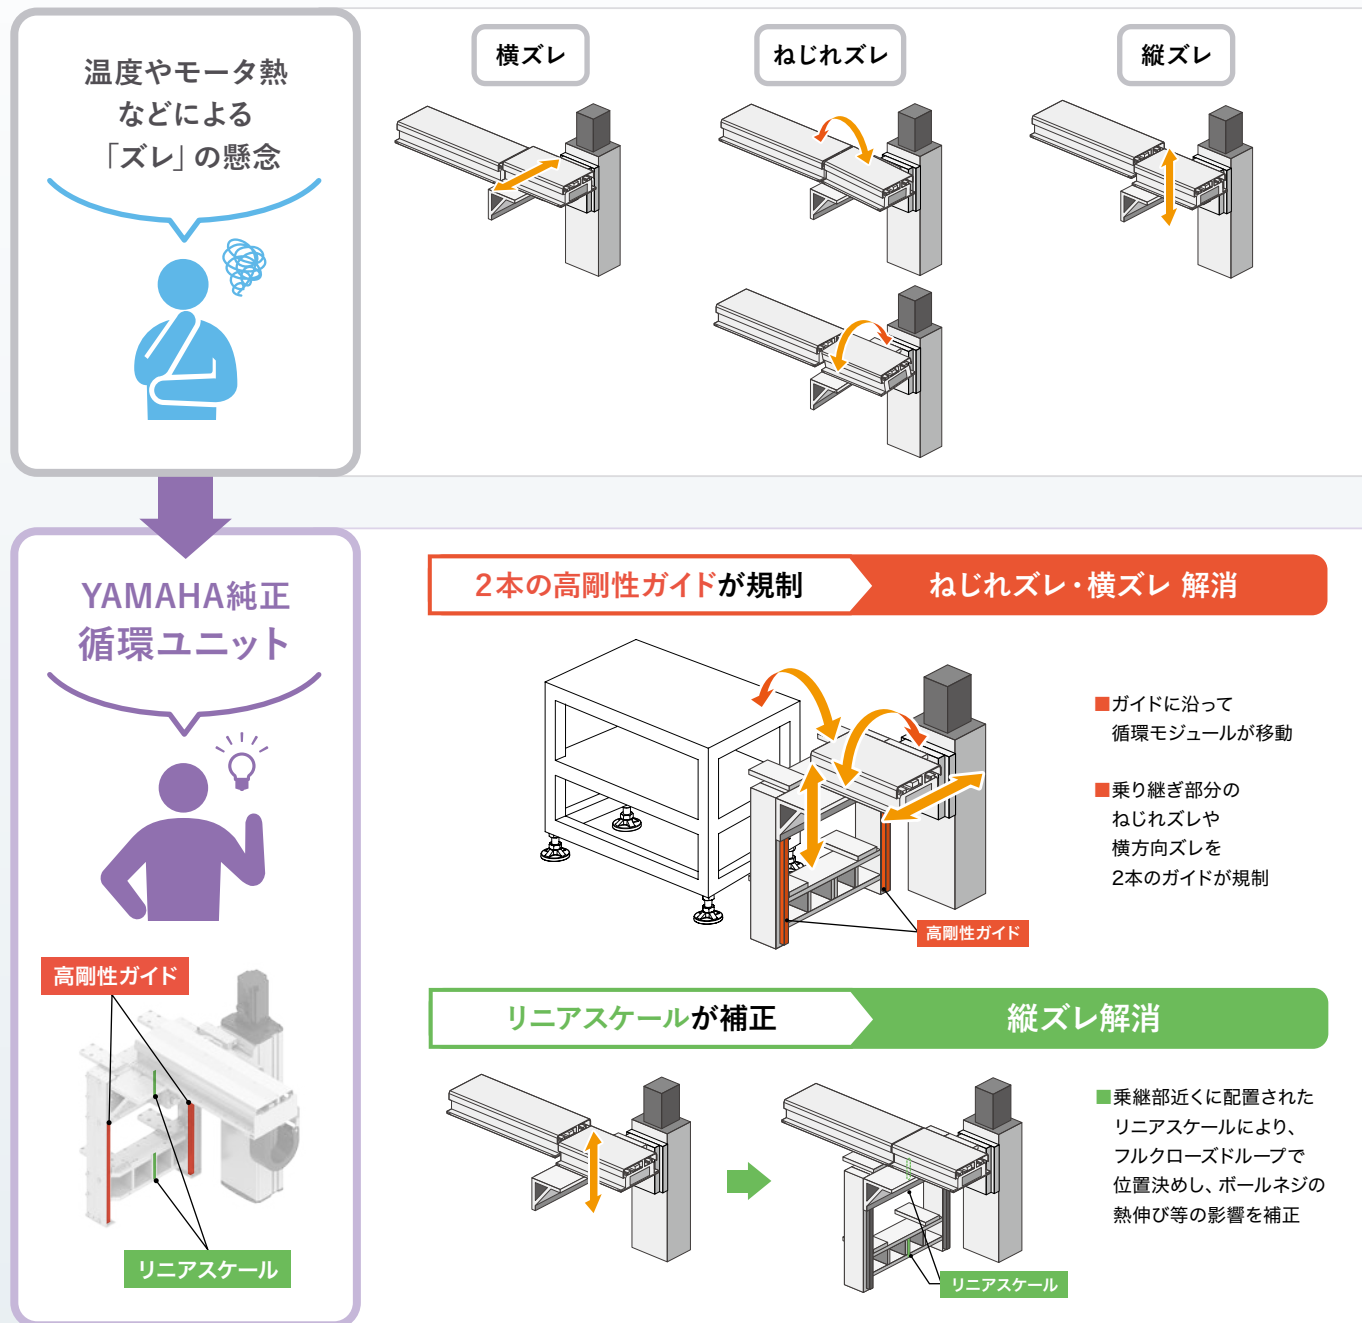 温度やモータ熱
などによる
「ズレ」の懸念
横ズレ
ねじれズレ
縦ズレ
YAMAHA純正
循環ユニット
高剛性ガイド
リニアスケール
2本の高剛性ガイドが規制
ねじれズレ・横ズレ 解消
■ガイドに沿って
循環モジュールが移動
■乗り継ぎ部分の
ねじれズレや
横方向ズレを
2本のガイドが規制
高剛性ガイド
リニアスケールが補正
縦ズレ解消
■乗継部近くに配置された
リニアスケールにより、
フルクローズドループで
位置決めし、ボールネジの
熱伸び等の影響を補正
リニアスケール